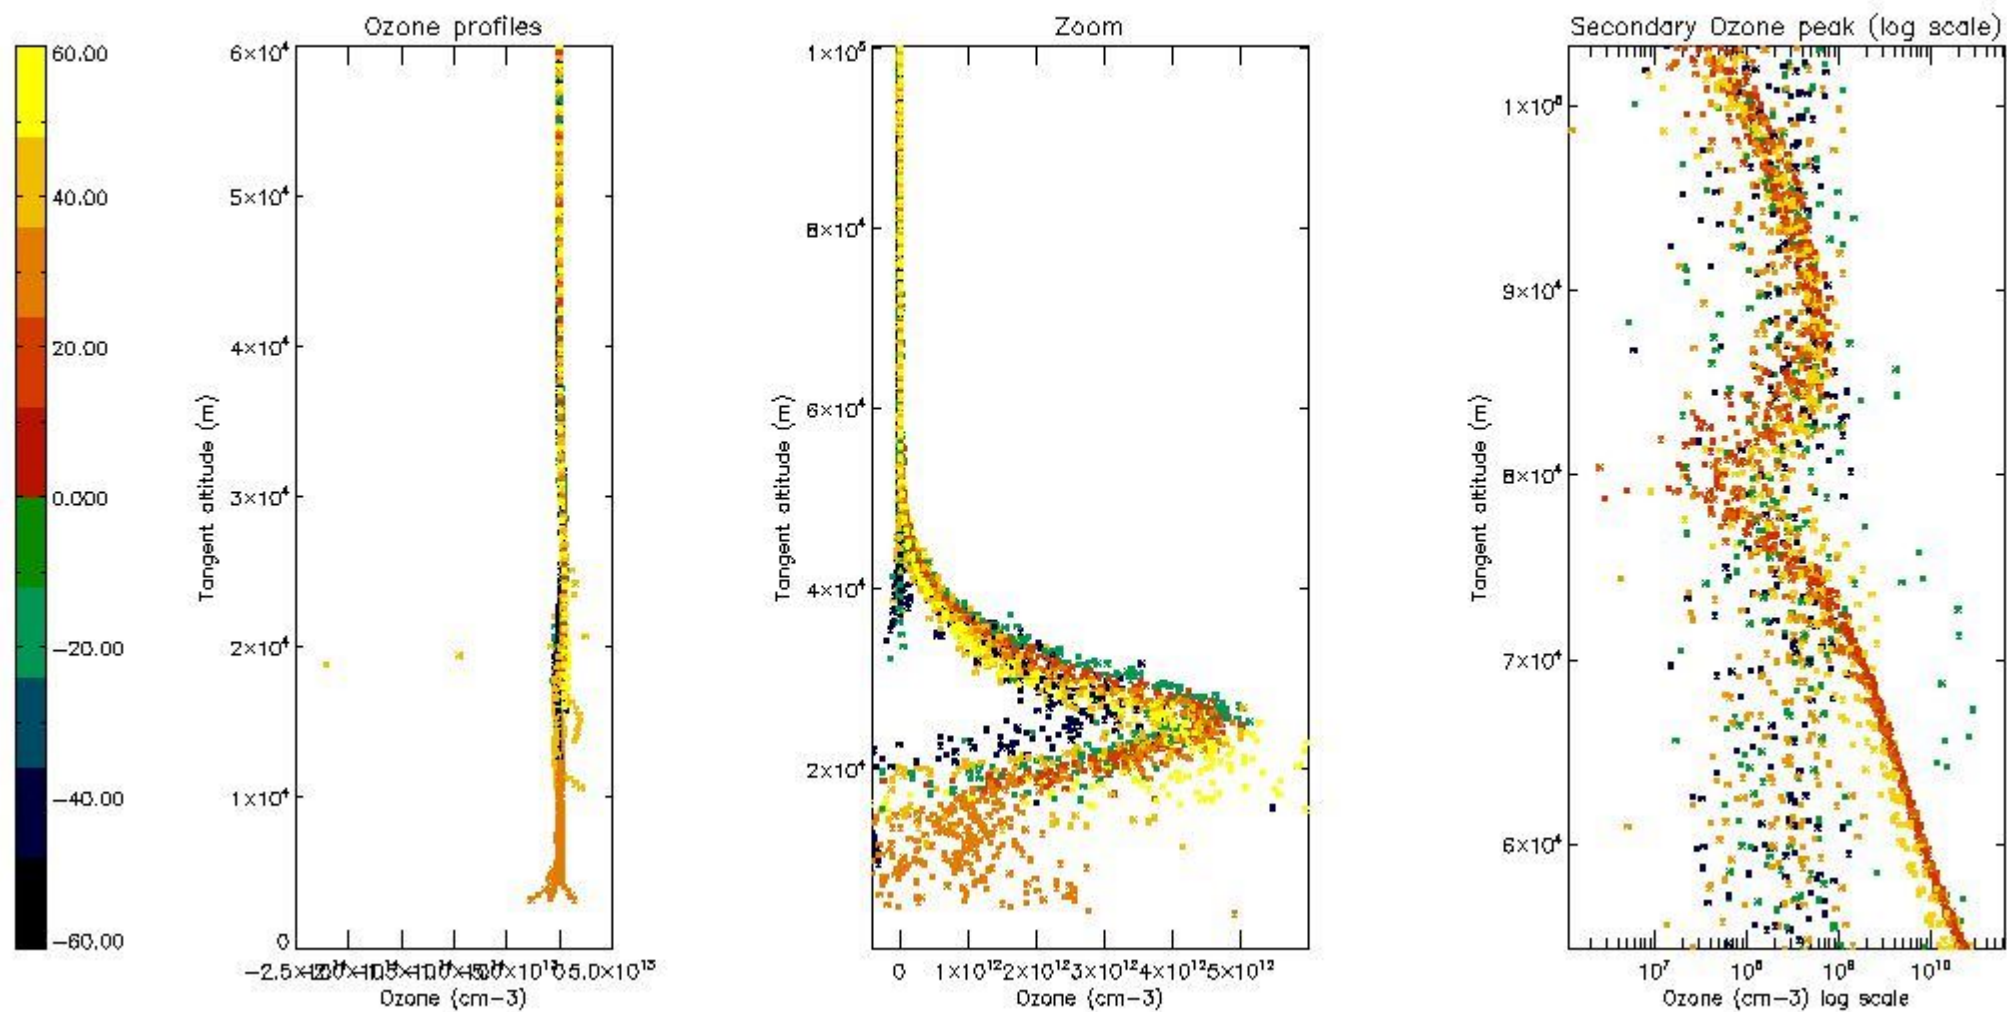 Ozone profiles
Zoom
Secondary Ozone peak (log scale)
60.00
40.00
20.00
0.000
−20.00
−40.00
−60.00
6×10⁴
5×10⁴
4×10⁴
3×10⁴
2×10⁴
1×10⁴
0
Tangent altitude (m)
5.0×10¹³
Ozone (cm−3)
1×10⁵
8×10⁴
6×10⁴
4×10⁴
2×10⁴
Tangent altitude (m)
0 1×10¹² 2×10¹² 3×10¹² 4×10¹² 5×10¹²
Ozone (cm−3)
9×10⁴
8×10⁴
7×10⁴
6×10⁴
Tangent altitude (m)
10⁷ 10⁸ 10⁹ 10¹⁰
Ozone (cm−3) log scale